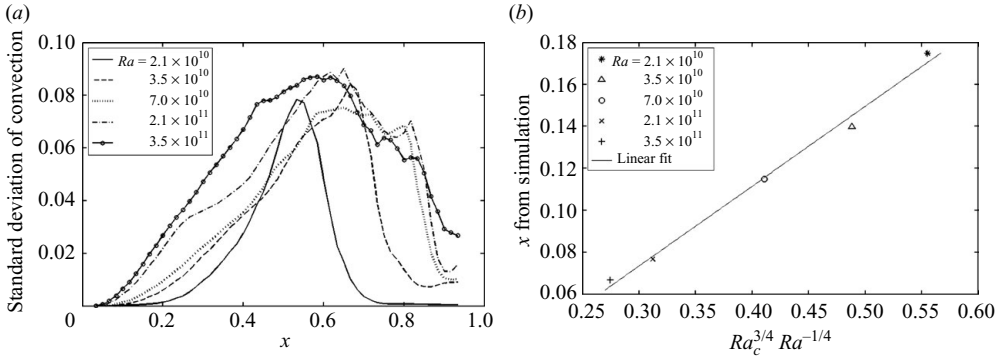 (a)
Standard deviation of convection
0.10
0.08
0.06
0.04
0.02
0
0.2
0.4
0.6
0.8
1.0
x
Ra = 2.1 × 10^10
3.5 × 10^10
7.0 × 10^10
2.1 × 10^11
3.5 × 10^11
(b)
x from simulation
0.18
0.16
0.14
0.12
0.10
0.08
0.06
0.25
0.30
0.35
0.40
0.45
0.50
0.55
0.60
Ra_c^{3/4} Ra^{−1/4}
Ra = 2.1 × 10^10
3.5 × 10^10
7.0 × 10^10
2.1 × 10^11
3.5 × 10^11
Linear fit